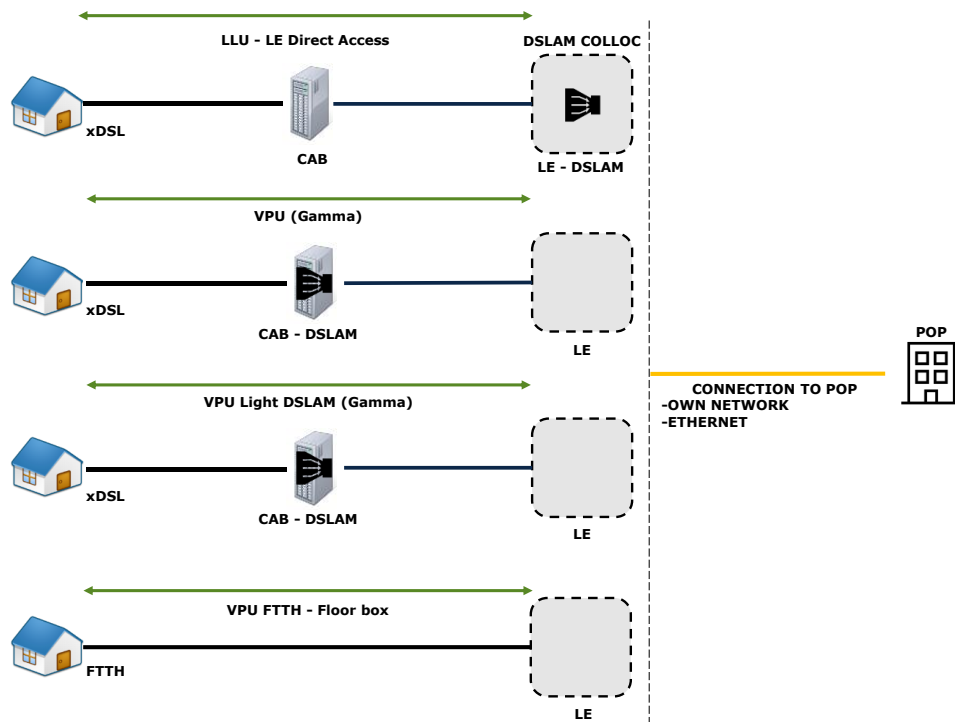 LLU - LE Direct Access
DSLAM COLLOC
xDSL
CAB
LE - DSLAM
VPU (Gamma)
xDSL
CAB - DSLAM
LE
POP
CONNECTION TO POP
-OWN NETWORK
-ETHERNET
VPU Light DSLAM (Gamma)
xDSL
CAB - DSLAM
LE
VPU FTTH - Floor box
FTTH
LE